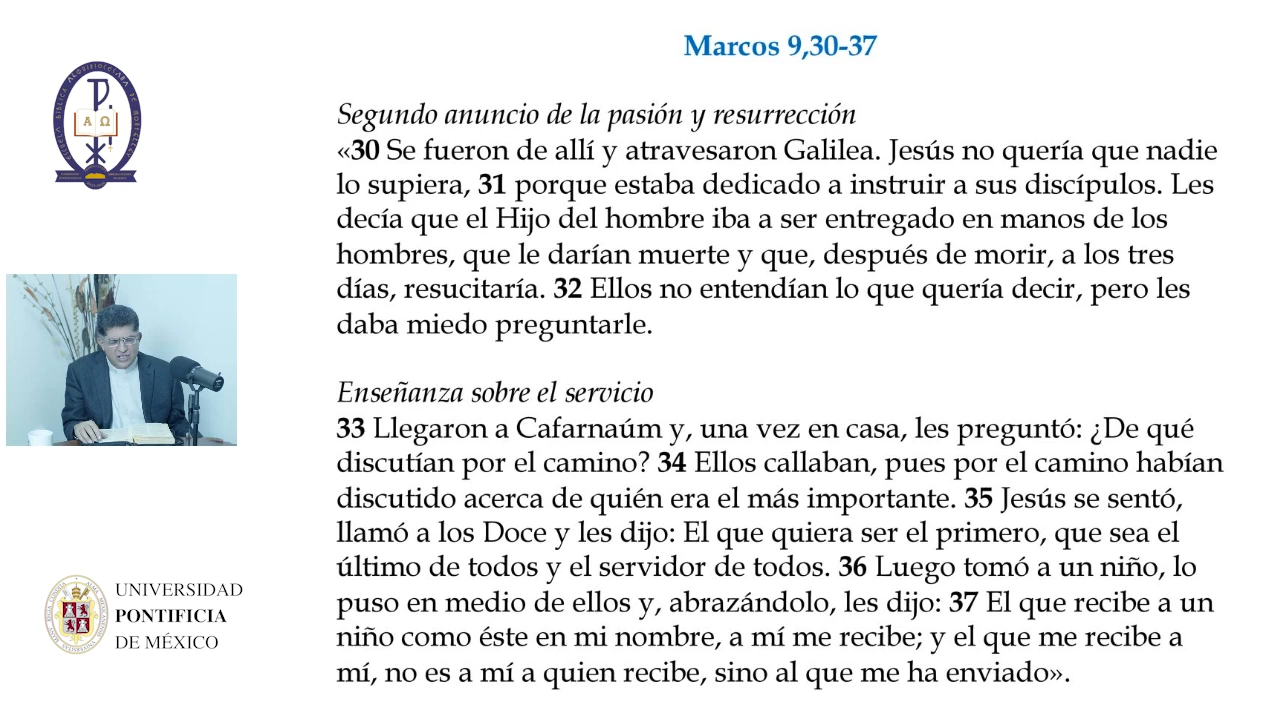 Marcos 9,30-37
Segundo anuncio de la pasión y resurrección
«30 Se fueron de allí y atravesaron Galilea. Jesús no quería que nadie
lo supiera, 31 porque estaba dedicado a instruir a sus discípulos. Les
decía que el Hijo del hombre iba a ser entregado en manos de los
hombres, que le darían muerte y que, después de morir, a los tres
días, resucitaría. 32 Ellos no entendían lo que quería decir, pero les
daba miedo preguntarle.
Enseñanza sobre el servicio
33 Llegaron a Cafarnaúm y, una vez en casa, les preguntó: ¿De qué
discutían por el camino? 34 Ellos callaban, pues por el camino habían
discutido acerca de quién era el más importante. 35 Jesús se sentó,
llamó a los Doce y les dijo: El que quiera ser el primero, que sea el
último de todos y el servidor de todos. 36 Luego tomó a un niño, lo
puso en medio de ellos y, abrazándolo, les dijo: 37 El que recibe a un
niño como éste en mi nombre, a mí me recibe; y el que me recibe a
mí, no es a mí a quien recibe, sino al que me ha enviado».
Α Ω
UNIVERSIDAD
PONTIFICIA
DE MÉXICO